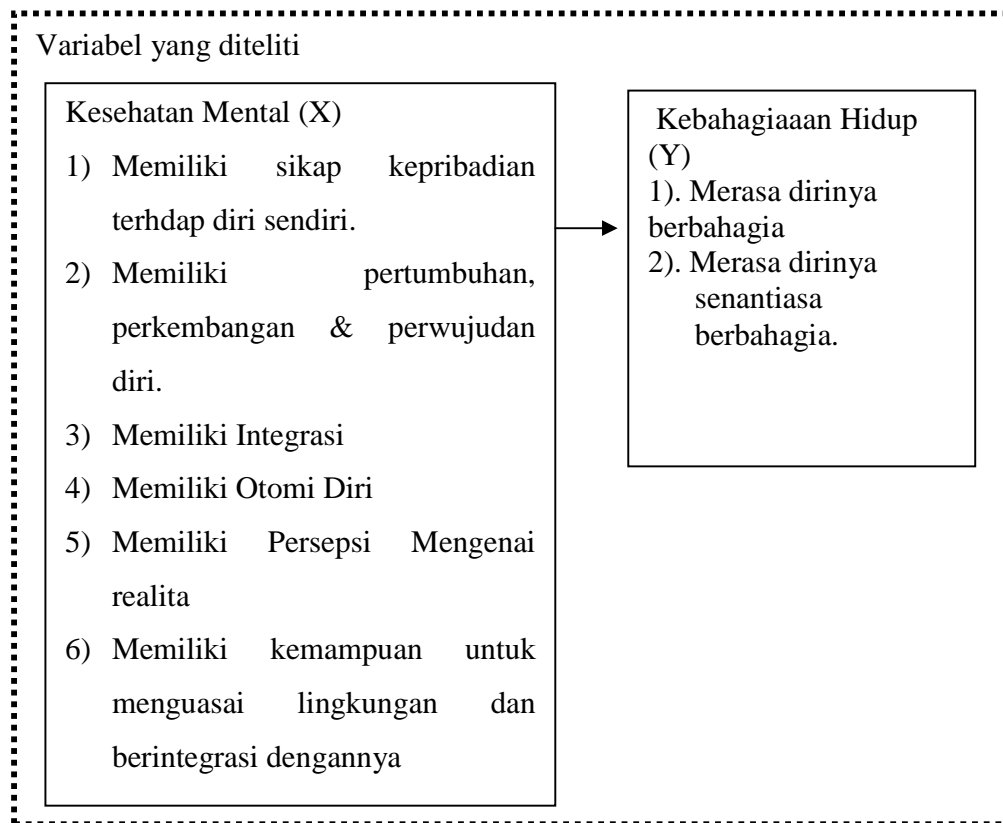 Variabel yang diteliti
Kesehatan Mental (X)
1) Memiliki sikap kepribadian
terhdap diri sendiri.
2) Memiliki pertumbuhan,
perkembangan & perwujudan
diri.
3) Memiliki Integrasi
4) Memiliki Otomi Diri
5) Memiliki Persepsi Mengenai
realita
6) Memiliki kemampuan untuk
menguasai lingkungan dan
berintegrasi dengannya
Kebahagiaaan Hidup
(Y)
1). Merasa dirinya
berbahagia
2). Merasa dirinya
senantiasa
berbahagia.